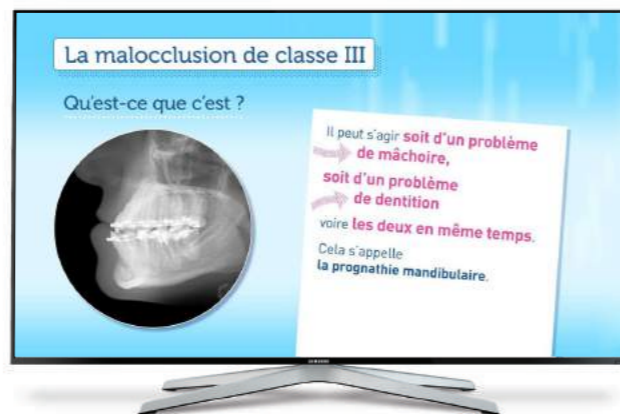 La malocclusion de classe III
Qu'est-ce que c'est ?
Il peut s'agir soit d'un problème
de mâchoire,
soit d'un problème
de dentition
voire les deux en même temps.
Cela s'appelle
la prognathie mandibulaire.
SAMSUNG